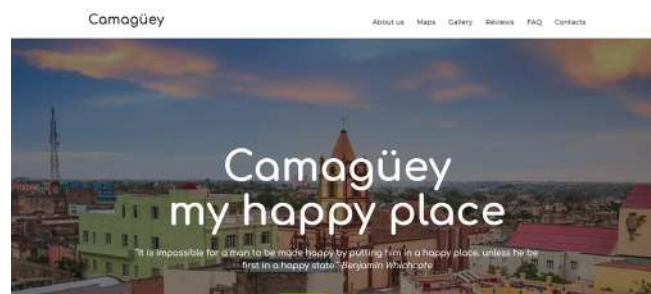 Camagüey
About us Maps Gallery Reviews FAQ Contacts
Camagüey
my happy place
"It is impossible for a man to be made happy by putting him in a happy place, unless he be
first in a happy state." -Benjamin Whichcote